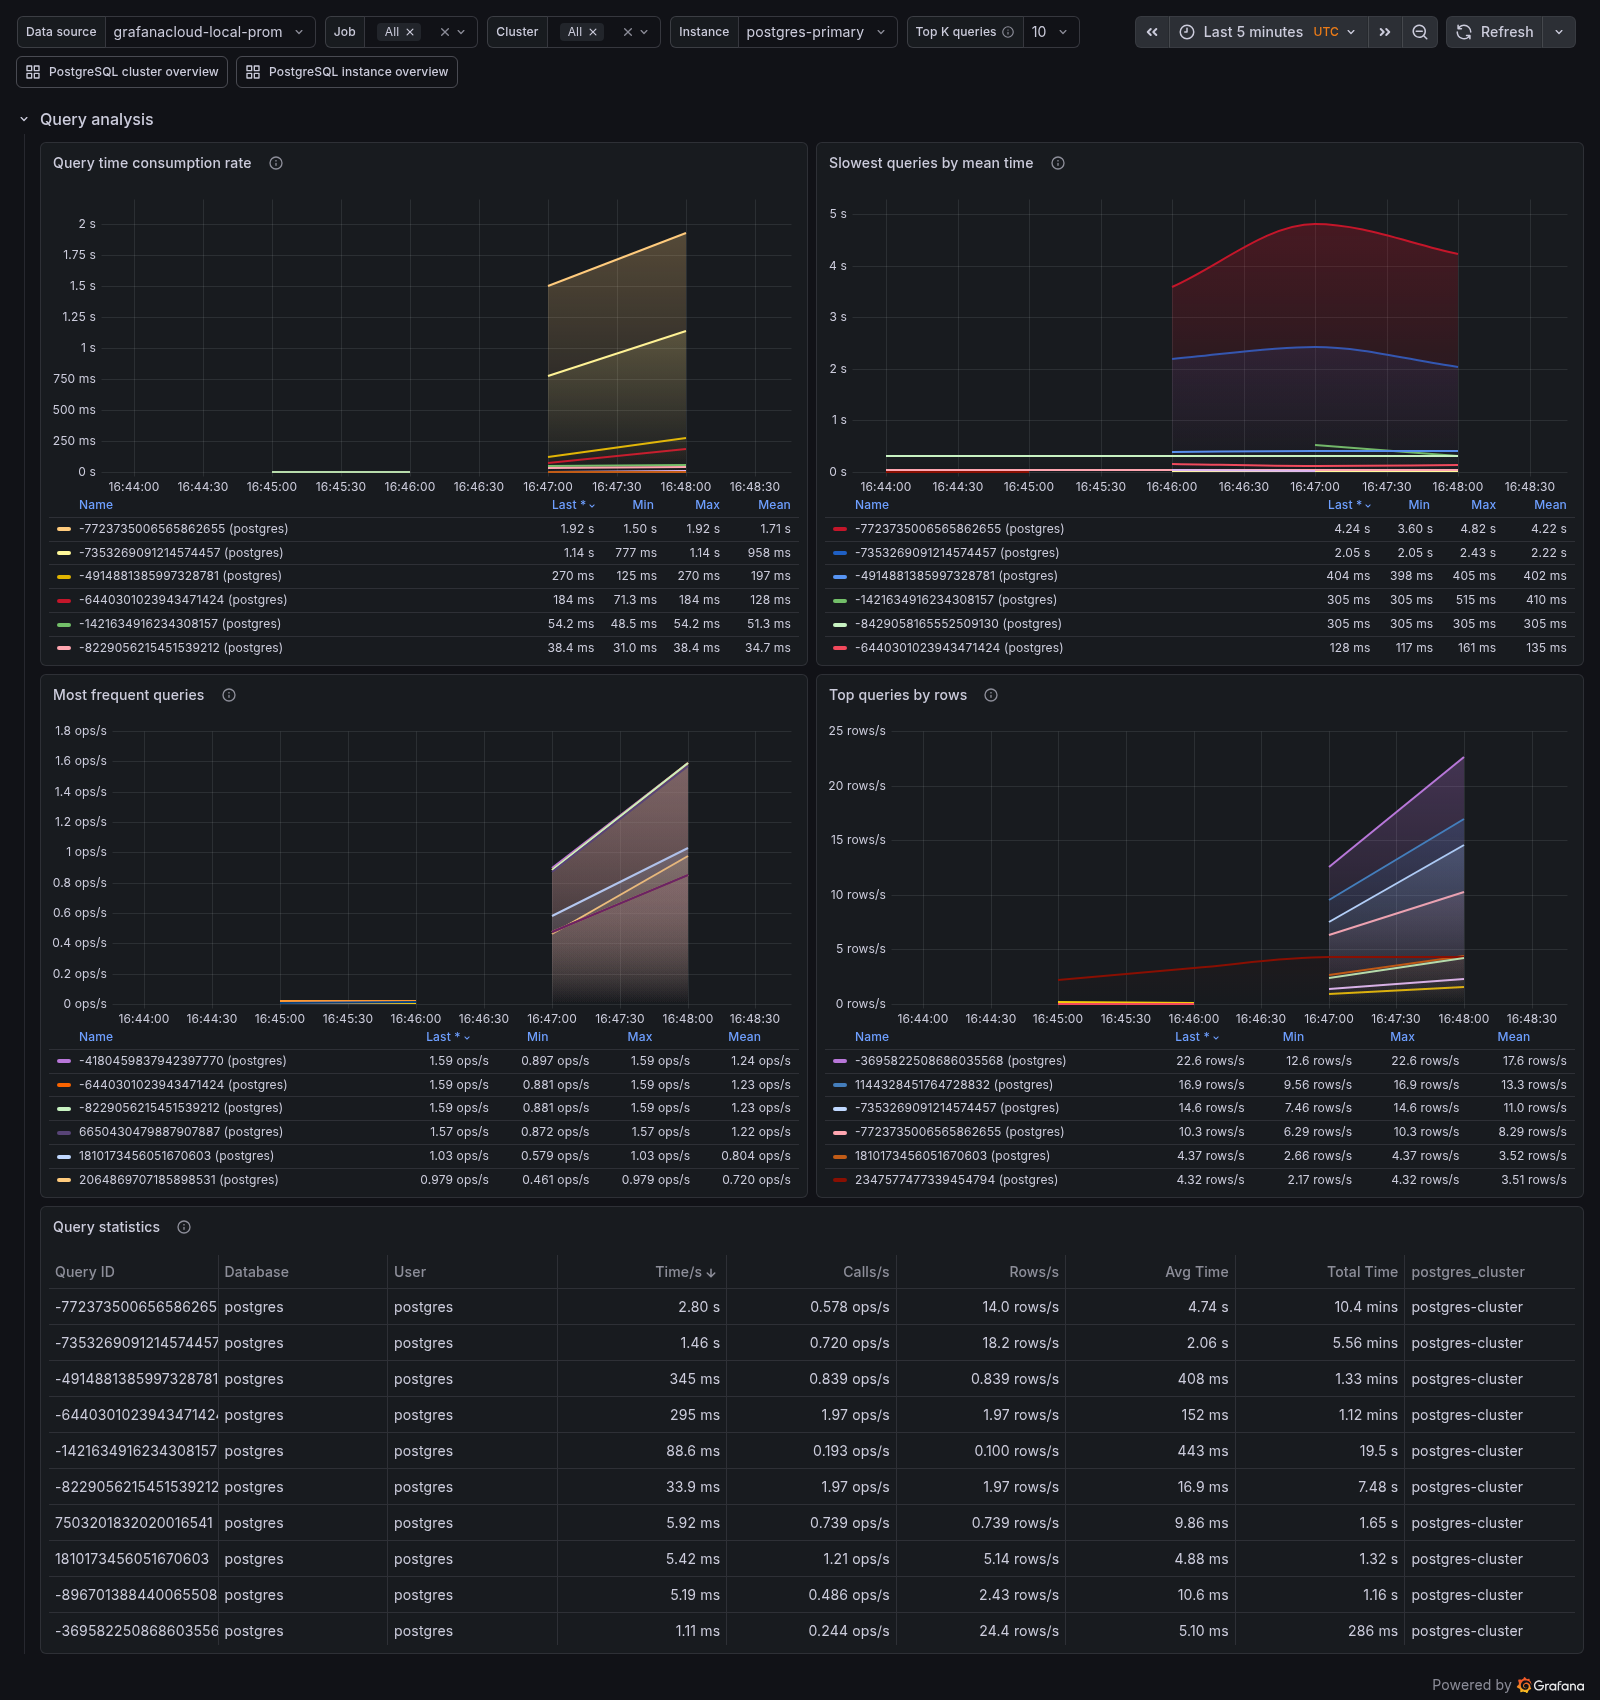 Data source grafanacloud-local-prom Job All Cluster All Instance postgres-primary Top K queries 10 Last 5 minutes UTC Refresh
PostgreSQL cluster overview PostgreSQL instance overview
Query analysis
Query time consumption rate
2 s
1.75 s
1.5 s
1.25 s
1 s
750 ms
500 ms
250 ms
0 s
16:44:00 16:44:30 16:45:00 16:45:30 16:46:00 16:46:30 16:47:00 16:47:30 16:48:00 16:48:30
Name Last * Min Max Mean
-7723735006565862655 (postgres) 1.92 s 1.50 s 1.92 s 1.71 s
-7353269091214574457 (postgres) 1.14 s 777 ms 1.14 s 958 ms
-4914881385997328781 (postgres) 270 ms 125 ms 270 ms 197 ms
-6440301023943471424 (postgres) 184 ms 71.3 ms 184 ms 128 ms
-1421634916234308157 (postgres) 54.2 ms 48.5 ms 54.2 ms 51.3 ms
-8229056215451539212 (postgres) 38.4 ms 31.0 ms 38.4 ms 34.7 ms
Slowest queries by mean time
5 s
4 s
3 s
2 s
1 s
0 s
16:44:00 16:44:30 16:45:00 16:45:30 16:46:00 16:46:30 16:47:00 16:47:30 16:48:00 16:48:30
Name Last * Min Max Mean
-7723735006565862655 (postgres) 4.24 s 3.60 s 4.82 s 4.22 s
-7353269091214574457 (postgres) 2.05 s 2.05 s 2.43 s 2.22 s
-4914881385997328781 (postgres) 404 ms 398 ms 405 ms 402 ms
-1421634916234308157 (postgres) 305 ms 305 ms 515 ms 410 ms
-8429058165552509130 (postgres) 305 ms 305 ms 305 ms 305 ms
-6440301023943471424 (postgres) 128 ms 117 ms 161 ms 135 ms
Most frequent queries
1.8 ops/s
1.6 ops/s
1.4 ops/s
1.2 ops/s
1 ops/s
0.8 ops/s
0.6 ops/s
0.4 ops/s
0.2 ops/s
0 ops/s
16:44:00 16:44:30 16:45:00 16:45:30 16:46:00 16:46:30 16:47:00 16:47:30 16:48:00 16:48:30
Name Last * Min Max Mean
-4180459837942397770 (postgres) 1.59 ops/s 0.897 ops/s 1.59 ops/s 1.24 ops/s
-6440301023943471424 (postgres) 1.59 ops/s 0.881 ops/s 1.59 ops/s 1.23 ops/s
-8229056215451539212 (postgres) 1.59 ops/s 0.881 ops/s 1.59 ops/s 1.23 ops/s
6650430479887907887 (postgres) 1.57 ops/s 0.872 ops/s 1.57 ops/s 1.22 ops/s
1810173456051670603 (postgres) 1.03 ops/s 0.579 ops/s 1.03 ops/s 0.804 ops/s
2064869707185898531 (postgres) 0.979 ops/s 0.461 ops/s 0.979 ops/s 0.720 ops/s
Top queries by rows
25 rows/s
20 rows/s
15 rows/s
10 rows/s
5 rows/s
0 rows/s
16:44:00 16:44:30 16:45:00 16:45:30 16:46:00 16:46:30 16:47:00 16:47:30 16:48:00 16:48:30
Name Last * Min Max Mean
-3695822508686035568 (postgres) 22.6 rows/s 12.6 rows/s 22.6 rows/s 17.6 rows/s
1144328451764728832 (postgres) 16.9 rows/s 9.56 rows/s 16.9 rows/s 13.3 rows/s
-7353269091214574457 (postgres) 14.6 rows/s 7.46 rows/s 14.6 rows/s 11.0 rows/s
-7723735006565862655 (postgres) 10.3 rows/s 6.29 rows/s 10.3 rows/s 8.29 rows/s
1810173456051670603 (postgres) 4.37 rows/s 2.66 rows/s 4.37 rows/s 3.52 rows/s
2347577477339454794 (postgres) 4.32 rows/s 2.17 rows/s 4.32 rows/s 3.51 rows/s
Query statistics
Query ID Database User Time/s Calls/s Rows/s Avg Time Total Time postgres_cluster
-772373500656586265 postgres postgres 2.80 s 0.578 ops/s 14.0 rows/s 4.74 s 10.4 mins postgres-cluster
-7353269091214574457 postgres postgres 1.46 s 0.720 ops/s 18.2 rows/s 2.06 s 5.56 mins postgres-cluster
-4914881385997328781 postgres postgres 345 ms 0.839 ops/s 0.839 rows/s 408 ms 1.33 mins postgres-cluster
-6440301023943471424 postgres postgres 295 ms 1.97 ops/s 1.97 rows/s 152 ms 1.12 mins postgres-cluster
-1421634916234308157 postgres postgres 88.6 ms 0.193 ops/s 0.100 rows/s 443 ms 19.5 s postgres-cluster
-8229056215451539212 postgres postgres 33.9 ms 1.97 ops/s 1.97 rows/s 16.9 ms 7.48 s postgres-cluster
7503201832020016541 postgres postgres 5.92 ms 0.739 ops/s 0.739 rows/s 9.86 ms 1.65 s postgres-cluster
1810173456051670603 postgres postgres 5.42 ms 1.21 ops/s 5.14 rows/s 4.88 ms 1.32 s postgres-cluster
-896701388440065508 postgres postgres 5.19 ms 0.486 ops/s 2.43 rows/s 10.6 ms 1.16 s postgres-cluster
-369582250868603556 postgres postgres 1.11 ms 0.244 ops/s 24.4 rows/s 5.10 ms 286 ms postgres-cluster
Powered by Grafana